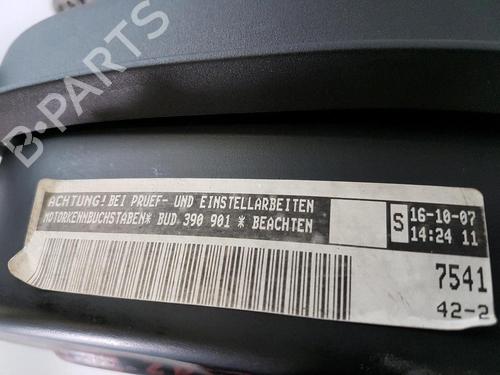 B-PARTS
ACHTUNG! BEI PRUEF- UND EINSTELLARBEITEN
MOTORKENNBUCHSTABEN* BUD 390 901 * BEACHTEN
S
16-10-07
14:24 11
7541
42-2